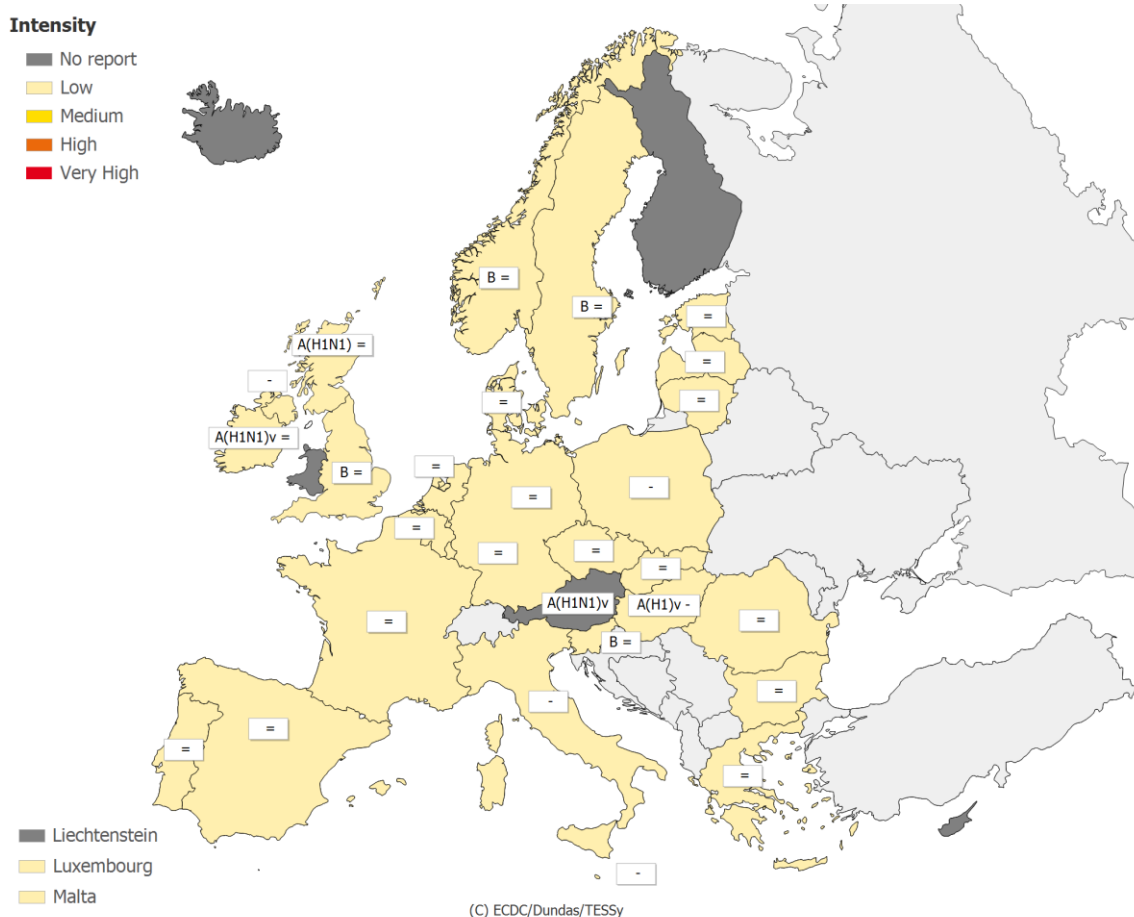 Intensity
No report
Low
Medium
High
Very High
B =
B =
=
A(H1N1) =
=
-
=
=
A(H1N1)v =
=
B =
=
-
=
=
=
=
A(H1N1)v
A(H1)v -
=
=
B =
=
-
=
=
=
Liechtenstein
Luxembourg
Malta
-
(C) ECDC/Dundas/TESSy